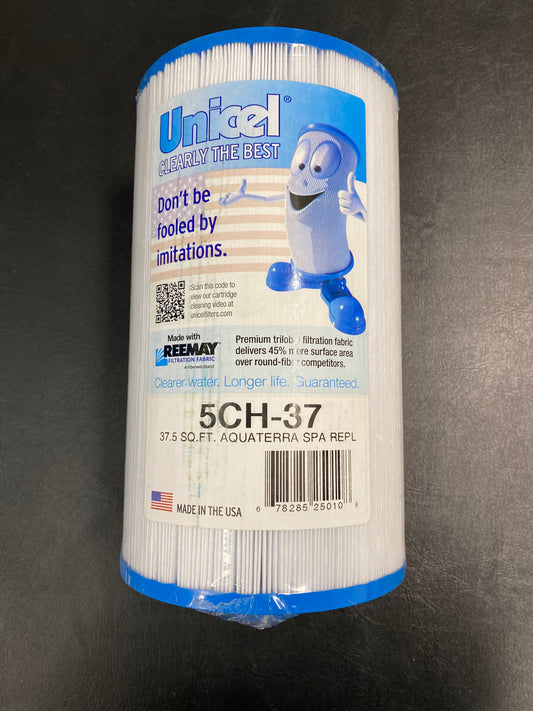 Unicel®
CLEARLY THE BEST
Don't be
fooled by
imitations.
Scan this code to
view our cartridge
cleaning video at
unicelfilters.com
Made with
REEMAY
FILTRATION FABRIC
A Fiberweb Brand
Premium trilobal filtration fabric
delivers 45% more surface area
over round-fiber competitors.
Clearer water. Longer life. Guaranteed.
5CH-37
37.5 SQ.FT. AQUATERRA SPA REPL
MADE IN THE USA
6 78285 25010 8